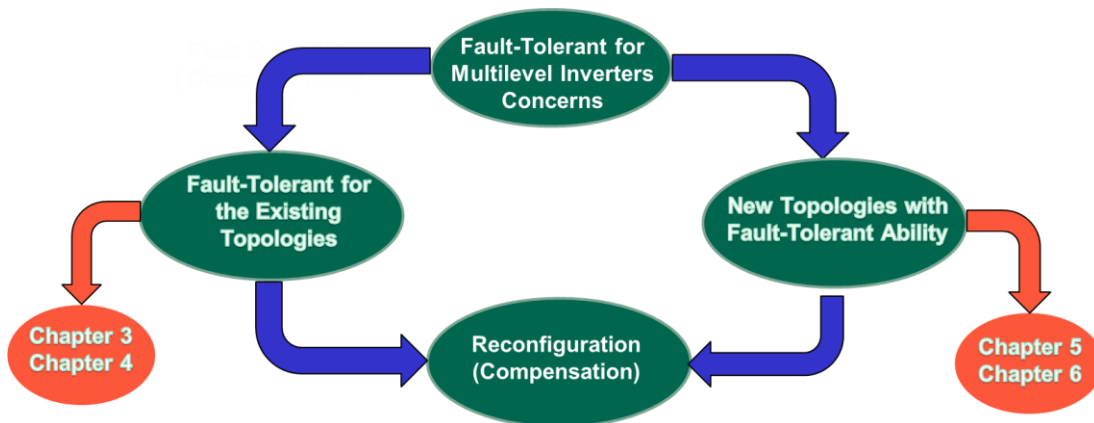 Fault-Tolerant for
Multilevel Inverters
Concerns
Fault-Tolerant for
the Existing
Topologies
New Topologies with
Fault-Tolerant Ability
Chapter 3
Chapter 4
Reconfiguration
(Compensation)
Chapter 5
Chapter 6